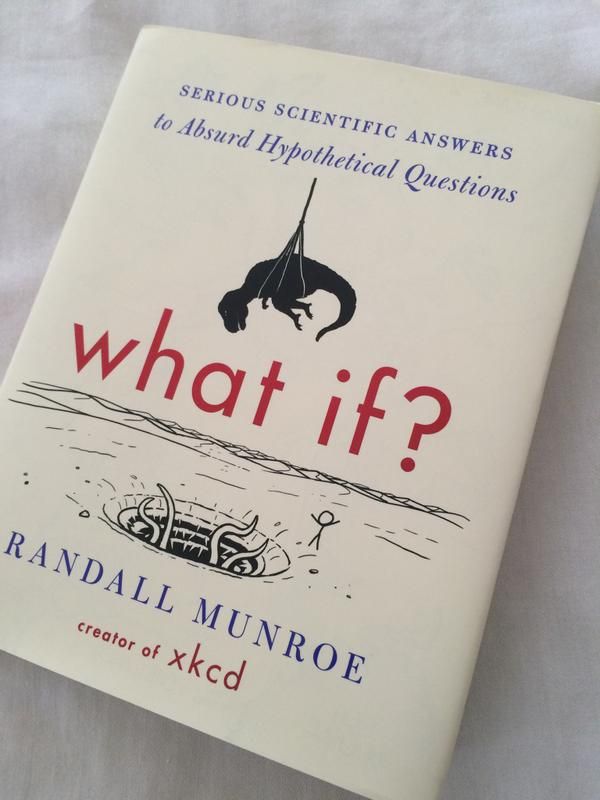 SERIOUS SCIENTIFIC ANSWERS
to Absurd Hypothetical Questions
what if?
RANDALL MUNROE
creator of xkcd